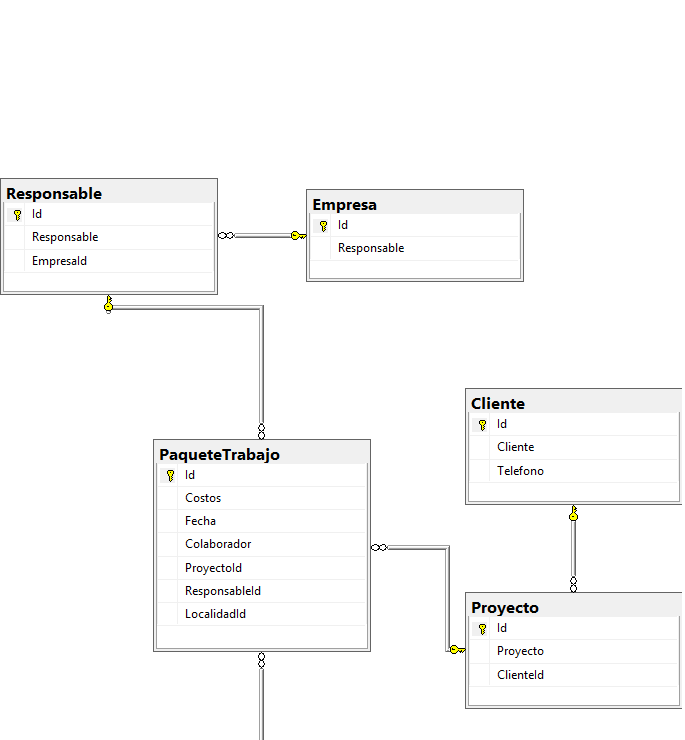 Responsable
Id
Responsable
EmpresaId
Empresa
Id
Responsable
PaqueteTrabajo
Id
Costos
Fecha
Colaborador
ProyectoId
ResponsableId
LocalidadId
Cliente
Id
Cliente
Telefono
Proyecto
Id
Proyecto
ClienteId